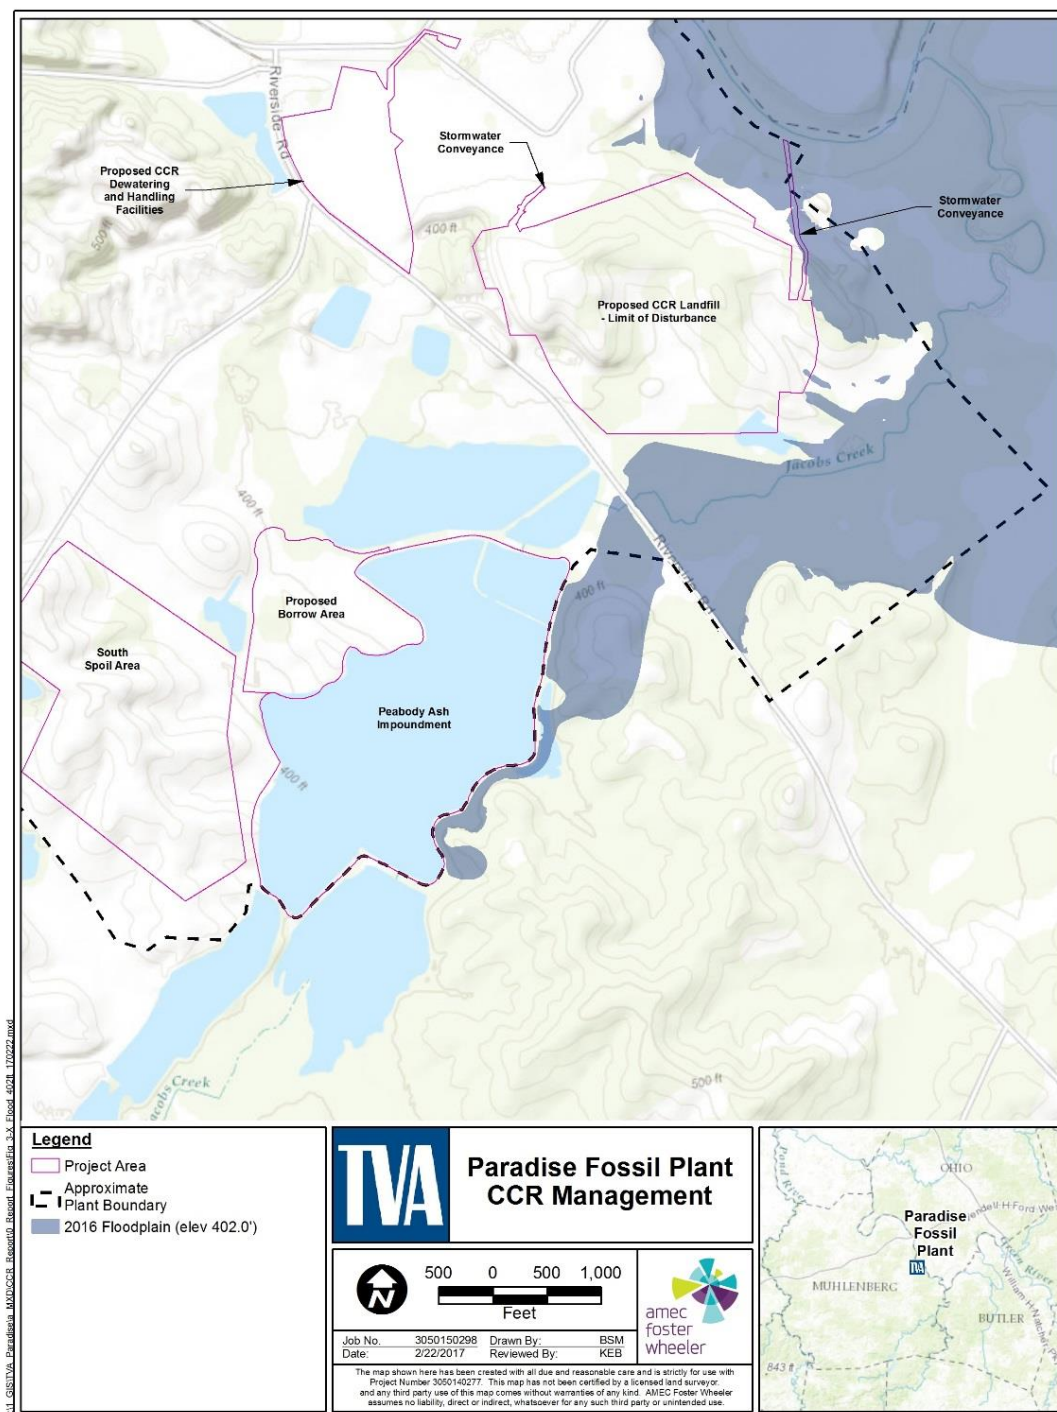 Riverside Rd
Stormwater
Conveyance
Proposed CCR
Dewatering
and Handling
Facilities
500 ft
400 ft
Stormwater
Conveyance
Proposed CCR Landfill
- Limit of Disturbance
Jacobs Creek
400 ft
Riverside Rd
400 ft
Proposed
Borrow Area
South
Spoil Area
Peabody Ash
Impoundment
400 ft
500 ft
Jacobs Creek
Legend
Project Area
Approximate
Plant Boundary
2016 Floodplain (elev 402.0')
TVA
Paradise Fossil Plant
CCR Management
N
500 0 500 1,000
Feet
amec
foster
wheeler
Job No. 3050150298 Drawn By: BSM
Date: 2/22/2017 Reviewed By: KEB
The map shown here has been created with all due and reasonable care and is strictly for use with
Project Number 3050140277. This map has not been certified by a licensed land surveyor.
and any third party use of this map comes without warranties of any kind. AMEC Foster Wheeler
assumes no liability, direct or indirect, whatsoever for any such third party or unintended use.
Pond River
OHIO
Paradise
Fossil
Plant
TVA
Green River
MUHLENBERG
BUTLER
843 ft